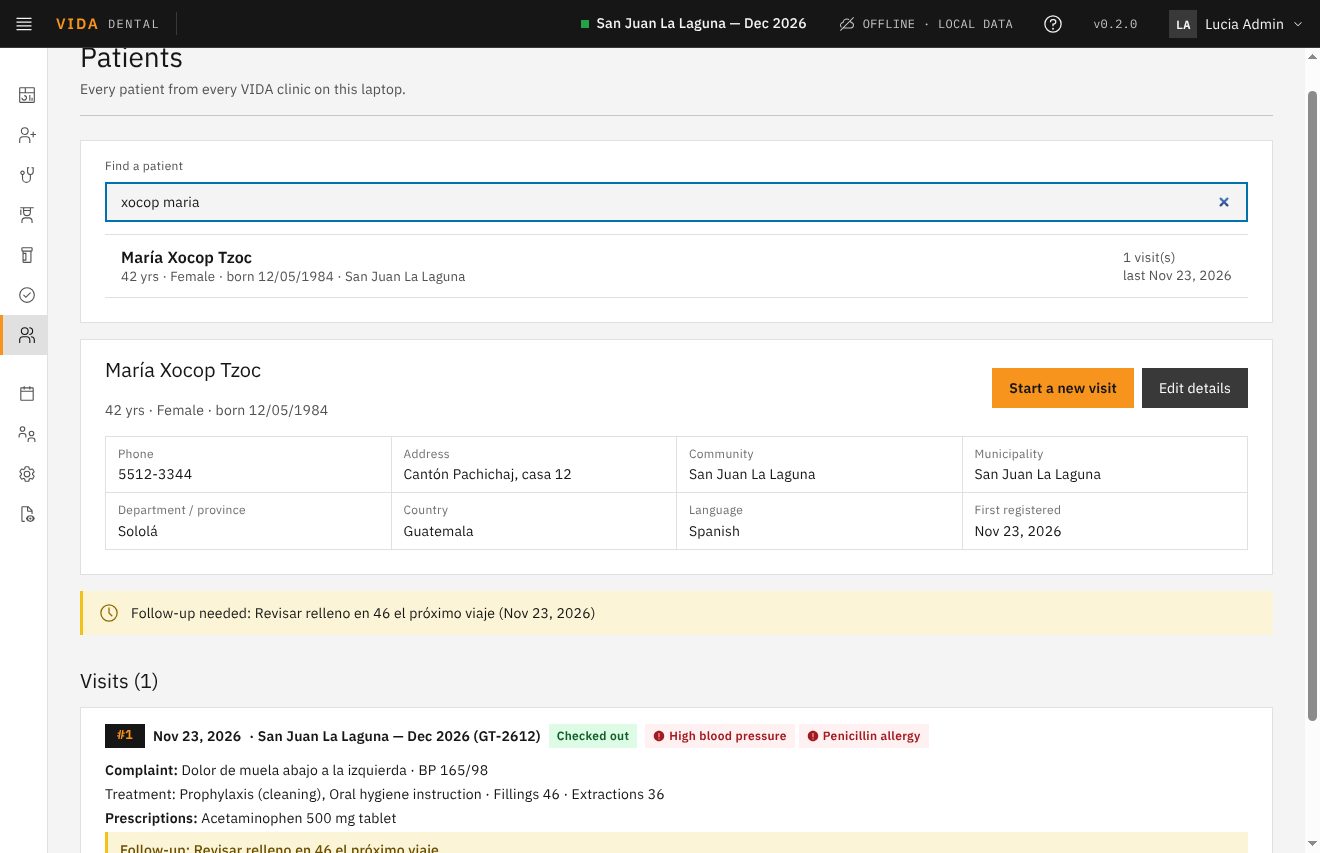 VIDA DENTAL
San Juan La Laguna — Dec 2026
OFFLINE · LOCAL DATA
v0.2.0
LA
Lucia Admin
Patients
Every patient from every VIDA clinic on this laptop.
Find a patient
xocop maria
María Xocop Tzoc
42 yrs · Female · born 12/05/1984 · San Juan La Laguna
1 visit(s)
last Nov 23, 2026
María Xocop Tzoc
42 yrs · Female · born 12/05/1984
Start a new visit
Edit details
Phone
5512-3344
Address
Cantón Pachichaj, casa 12
Community
San Juan La Laguna
Municipality
San Juan La Laguna
Department / province
Sololá
Country
Guatemala
Language
Spanish
First registered
Nov 23, 2026
Follow-up needed: Revisar relleno en 46 el próximo viaje (Nov 23, 2026)
Visits (1)
#1 Nov 23, 2026 · San Juan La Laguna — Dec 2026 (GT-2612) Checked out High blood pressure Penicillin allergy
Complaint: Dolor de muela abajo a la izquierda · BP 165/98
Treatment: Prophylaxis (cleaning), Oral hygiene instruction · Fillings 46 · Extractions 36
Prescriptions: Acetaminophen 500 mg tablet
Follow-up: Revisar relleno en 46 el próximo viaje